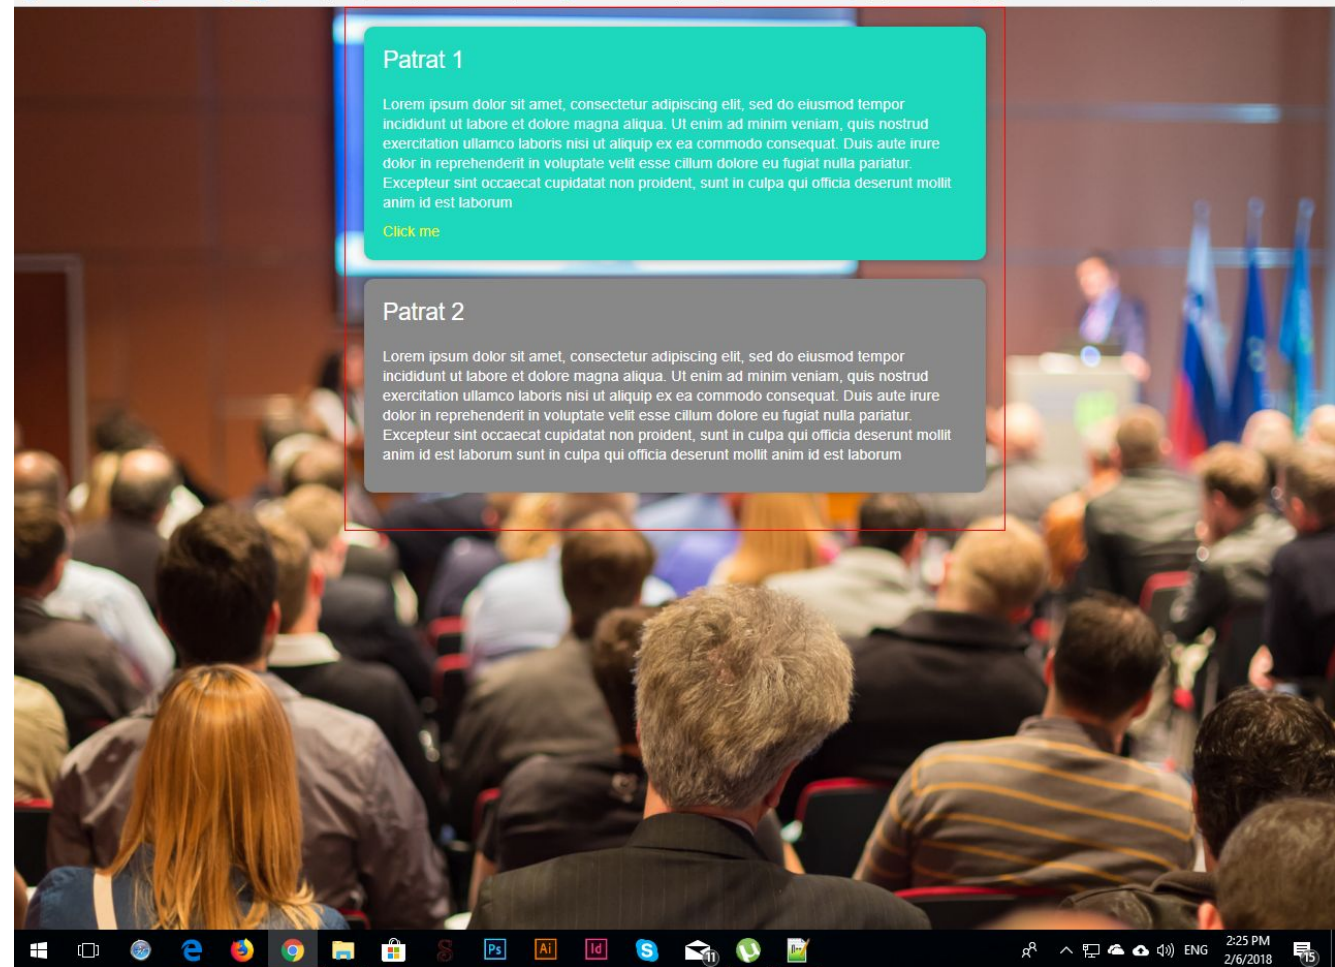 Patrat 1
Lorem ipsum dolor sit amet, consectetur adipiscing elit, sed do eiusmod tempor
incididunt ut labore et dolore magna aliqua. Ut enim ad minim veniam, quis nostrud
exercitation ullamco laboris nisi ut aliquip ex ea commodo consequat. Duis aute irure
dolor in reprehenderit in voluptate velit esse cillum dolore eu fugiat nulla pariatur.
Excepteur sint occaecat cupidatat non proident, sunt in culpa qui officia deserunt mollit
anim id est laborum
Click me
Patrat 2
Lorem ipsum dolor sit amet, consectetur adipiscing elit, sed do eiusmod tempor
incididunt ut labore et dolore magna aliqua. Ut enim ad minim veniam, quis nostrud
exercitation ullamco laboris nisi ut aliquip ex ea commodo consequat. Duis aute irure
dolor in reprehenderit in voluptate velit esse cillum dolore eu fugiat nulla pariatur.
Excepteur sint occaecat cupidatat non proident, sunt in culpa qui officia deserunt mollit
anim id est laborum sunt in culpa qui officia deserunt mollit anim id est laborum
Ps Ai Id S 11 ENG 2:25 PM 15
2/6/2018